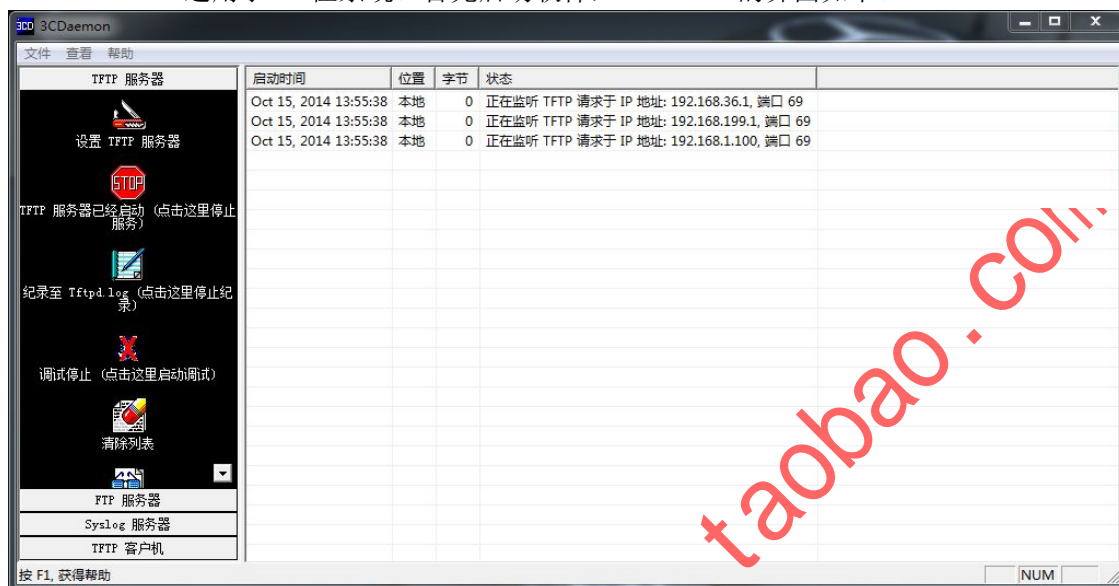 3CD 3CDaemon
文件 查看 帮助
TFTP 服务器
设置 TFTP 服务器
STOP
TFTP 服务器已经启动 (点击这里停止
服务)
纪录至 Tftpd.log (点击这里停止纪
录)
调试停止 (点击这里启动调试)
清除列表
FTP 服务器
Syslog 服务器
TFTP 客户机
启动时间 位置 字节 状态
Oct 15, 2014 13:55:38 本地 0 正在监听 TFTP 请求于 IP 地址: 192.168.36.1, 端口 69
Oct 15, 2014 13:55:38 本地 0 正在监听 TFTP 请求于 IP 地址: 192.168.199.1, 端口 69
Oct 15, 2014 13:55:38 本地 0 正在监听 TFTP 请求于 IP 地址: 192.168.1.100, 端口 69
taobao.com
按 F1, 获得帮助
NUM